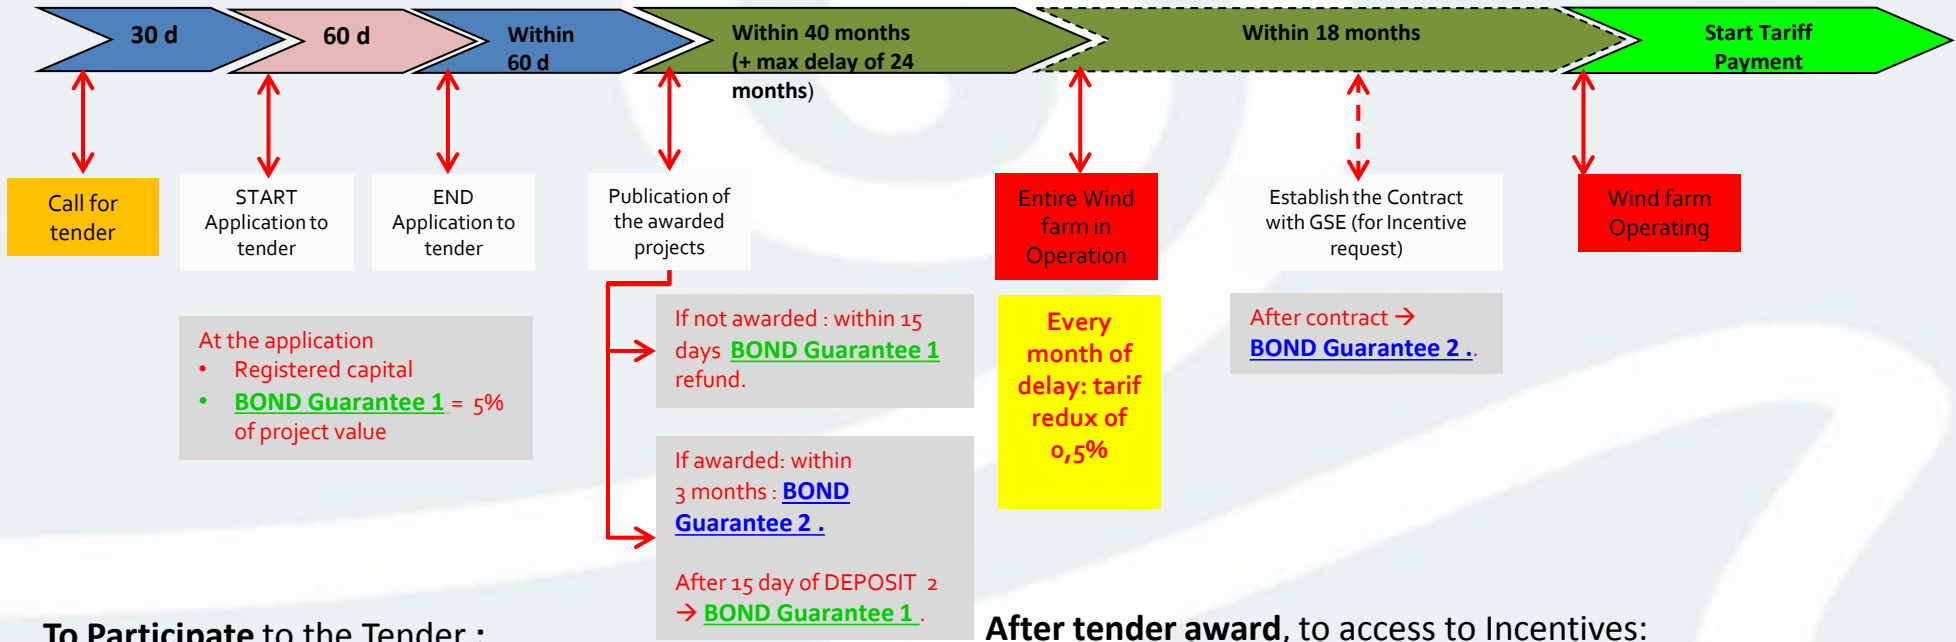 30 d
60 d
Within
60 d
Within 40 months
(+ max delay of 24
months)
Within 18 months
Start Tariff
Payment
Call for
tender
START
Application to
tender
END
Application to
tender
Publication of
the awarded
projects
Entire Wind
farm in
Operation
Establish the Contract
with GSE (for Incentive
request)
Wind farm
Operating
At the application
• Registered capital
• BOND Guarantee 1 = 5%
of project value
If not awarded : within 15
days BOND Guarantee 1
refund.
If awarded: within
3 months : BOND
Guarantee 2 .
After 15 day of DEPOSIT 2
→ BOND Guarantee 1 .
Every
month of
delay: tarif
redux of
0,5%
After contract →
BOND Guarantee 2 ..
To Participate to the Tender :
After tender award, to access to Incentives: